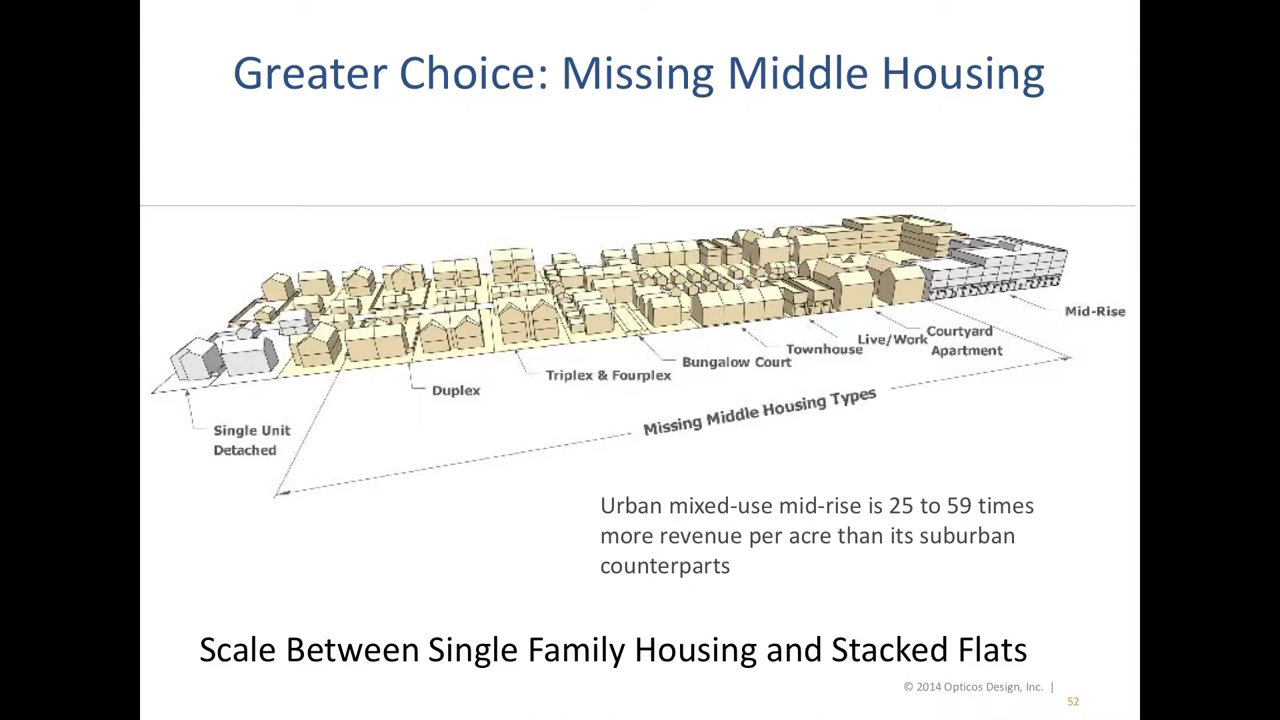 Greater Choice: Missing Middle Housing
Mid-Rise
Courtyard
Apartment
Live/Work
Townhouse
Bungalow Court
Triplex & Fourplex
Duplex
Missing Middle Housing Types
Single Unit
Detached
Urban mixed-use mid-rise is 25 to 59 times
more revenue per acre than its suburban
counterparts
Scale Between Single Family Housing and Stacked Flats
© 2014 Opticos Design, Inc. |
52